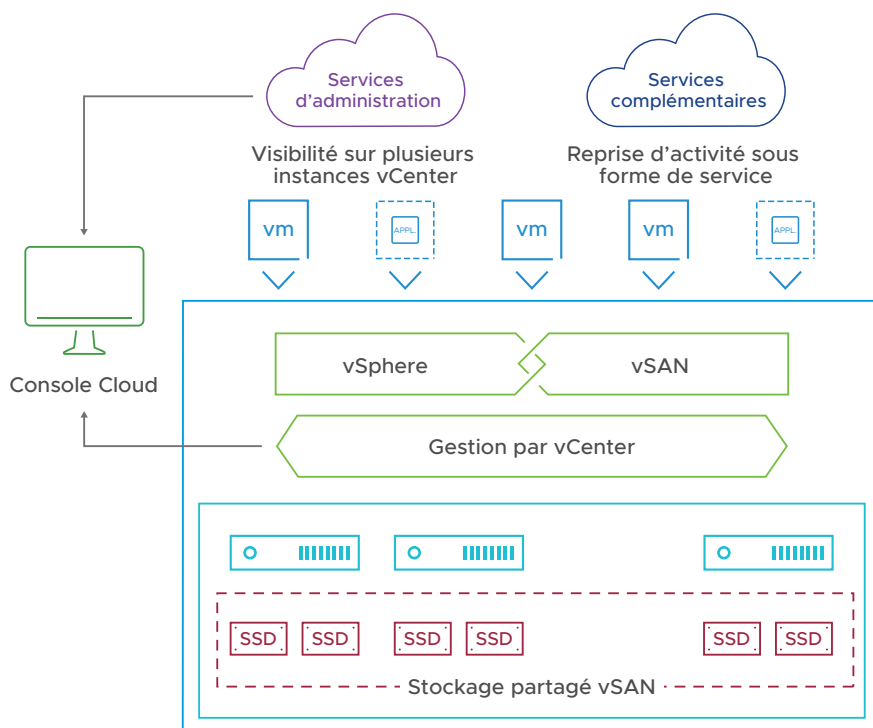 Services
d'administration
Services
complémentaires
Visibilité sur plusieurs
instances vCenter
Reprise d'activité sous
forme de service
vm
APPL.
vm
vm
APPL.
Console Cloud
vSphere
vSAN
Gestion par vCenter
SSD
SSD
SSD
SSD
SSD
SSD
Stockage partagé vSAN